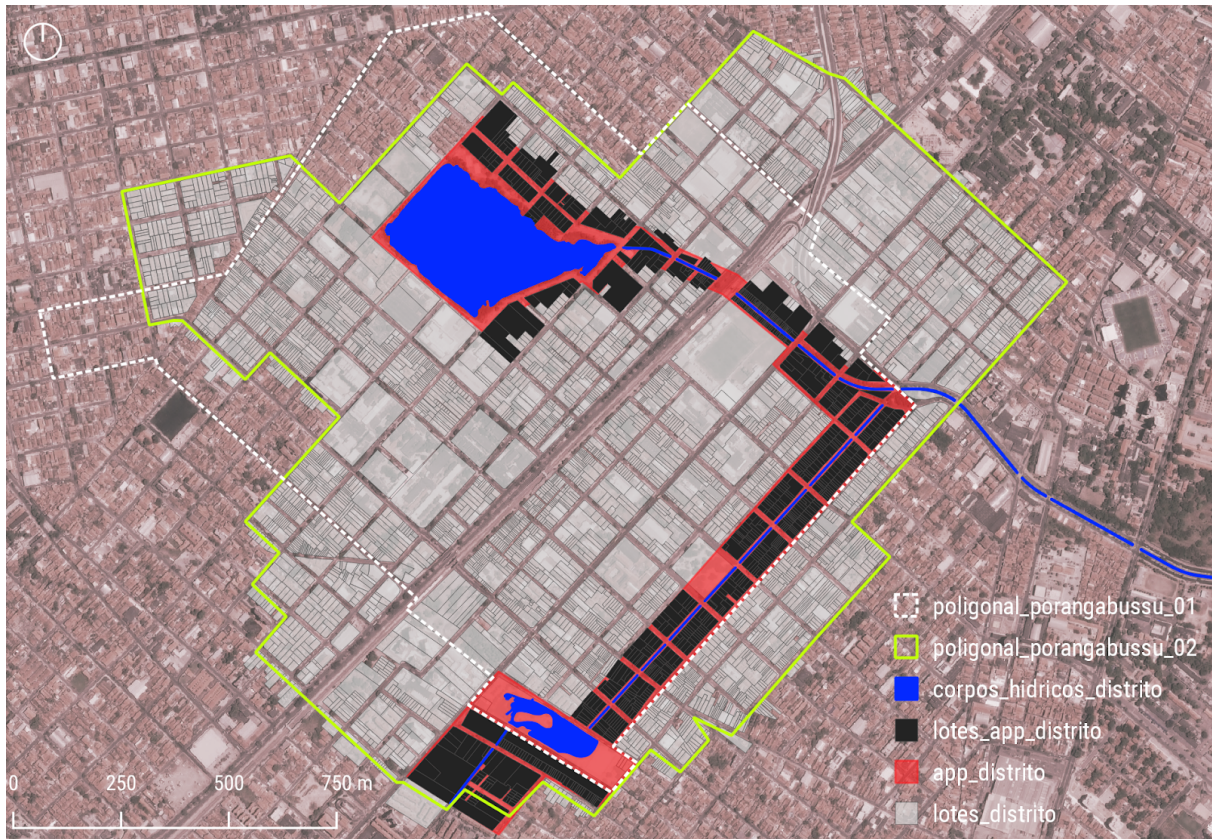 poligonal_porangabussu_01
poligonal_porangabussu_02
corpos_hidricos_distrito
lotes_app_distrito
app_distrito
lotes_distrito
0 250 500 750 m